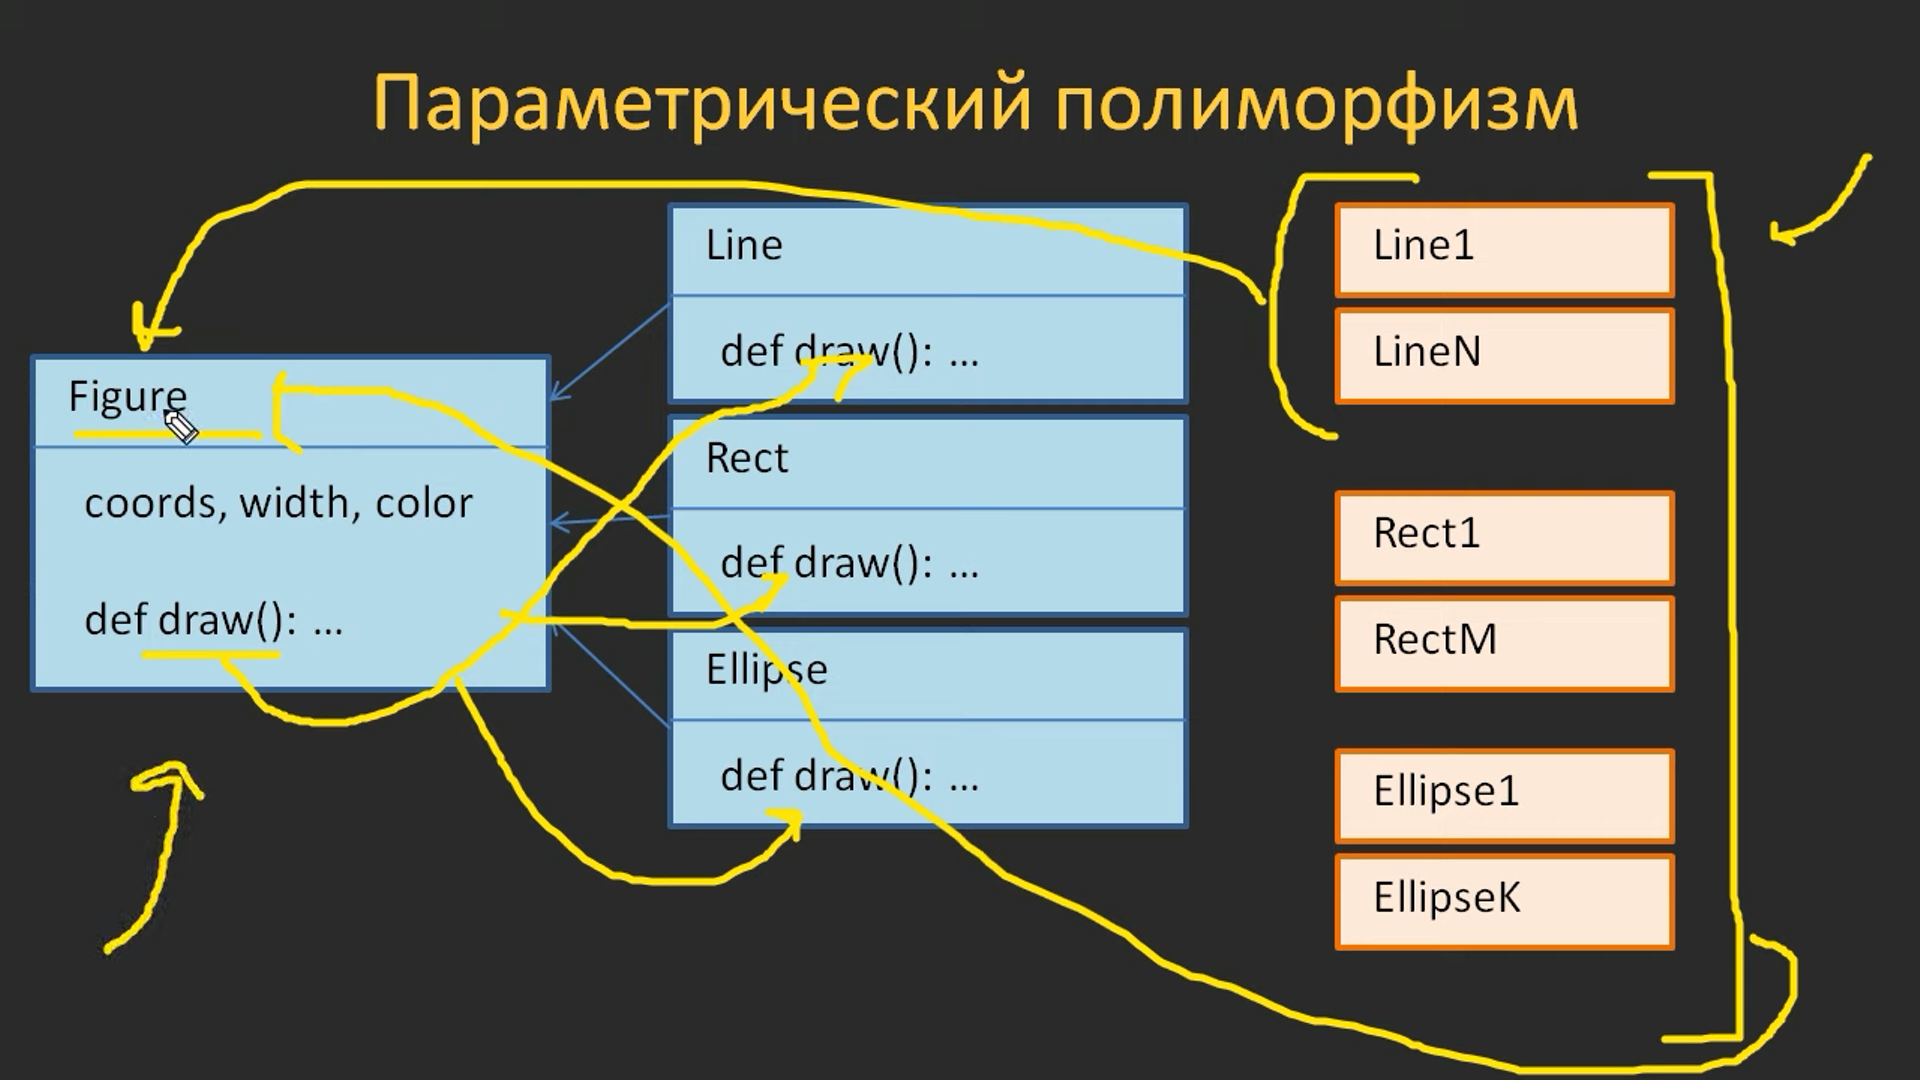 Параметрический полиморфизм
Figure
coords, width, color
def draw(): ...
Line
def draw(): ...
Rect
def draw(): ...
Ellipse
def draw(): ...
Line1
LineN
Rect1
RectM
Ellipse1
EllipseK